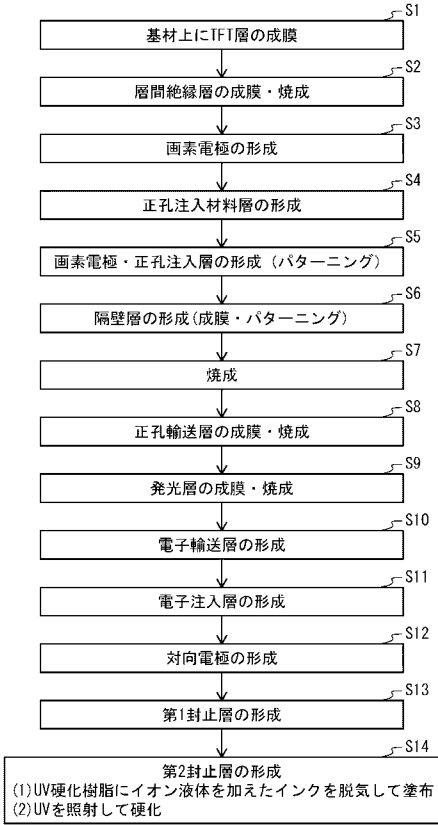 S1
基材上にTFT層の成膜
S2
層間絶縁層の成膜・焼成
S3
画素電極の形成
S4
正孔注入材料層の形成
S5
画素電極・正孔注入層の形成（パターニング）
S6
隔壁層の形成(成膜・パターニング)
S7
焼成
S8
正孔輸送層の成膜・焼成
S9
発光層の成膜・焼成
S10
電子輸送層の形成
S11
電子注入層の形成
S12
対向電極の形成
S13
第1封止層の形成
S14
第2封止層の形成
(1)UV硬化樹脂にイオン液体を加えたインクを脱気して塗布
(2)UVを照射して硬化